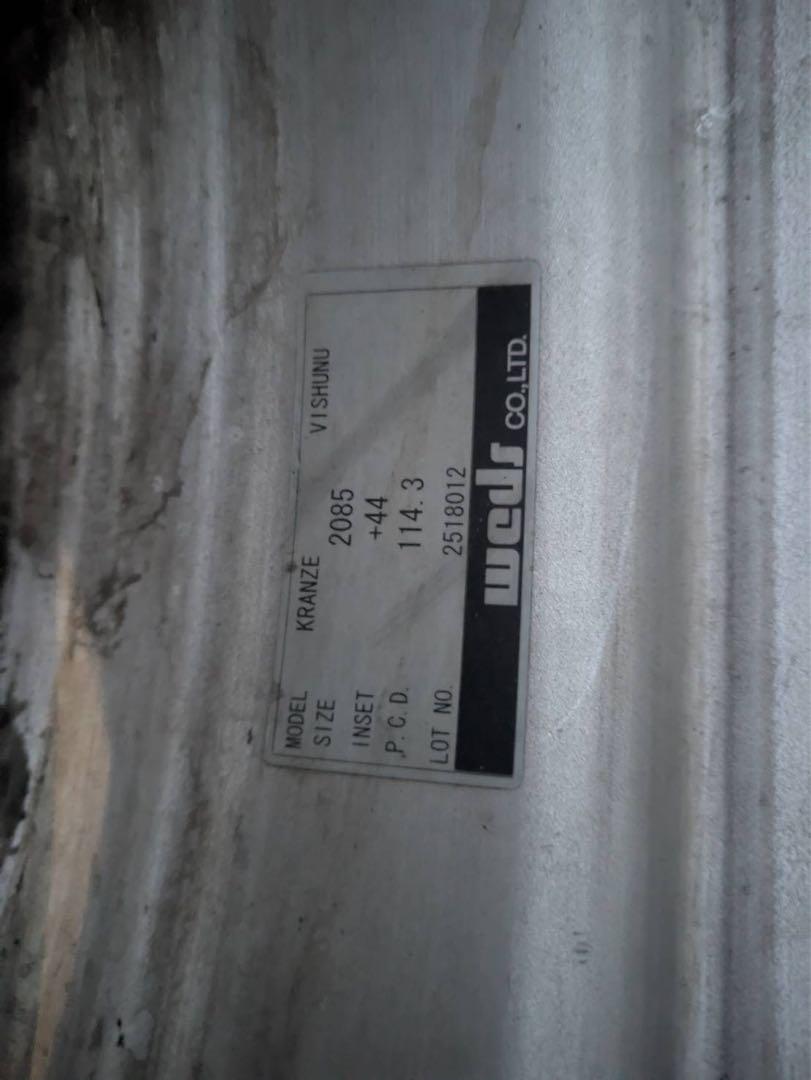 MODEL KRANZE VISHUNU
SIZE 2085
INSET +44
P.C.D. 114.3
LOT NO. 2518012
weds CO.,LTD.